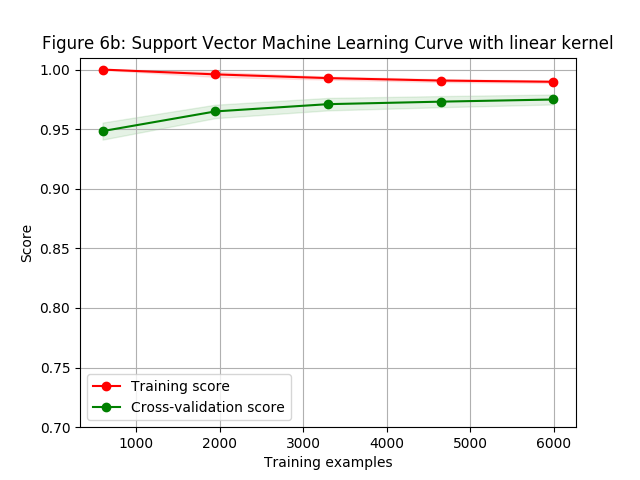 Figure 6b: Support Vector Machine Learning Curve with linear kernel
1.00
0.95
0.90
0.85
0.80
0.75
0.70
Score
Training score
Cross-validation score
1000
2000
3000
4000
5000
6000
Training examples